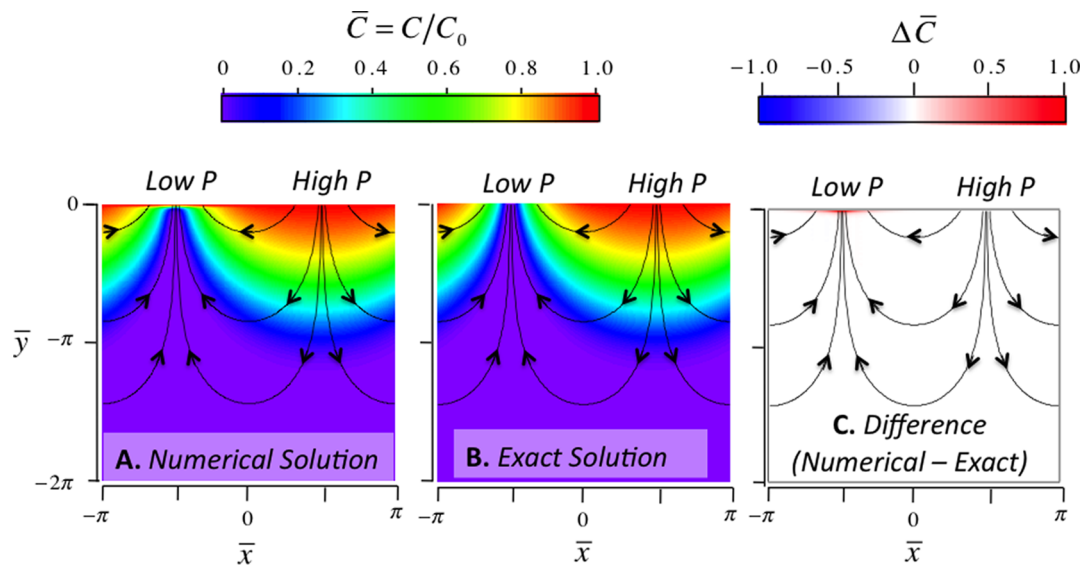 C̅ = C/C₀
ΔC̅
0 0.2 0.4 0.6 0.8 1.0
−1.0 −0.5 0 0.5 1.0
Low P High P
Low P High P
Low P High P
0
y̅ −π
−2π
A. Numerical Solution
B. Exact Solution
C. Difference
(Numerical – Exact)
−π 0 π
−π 0 π
−π 0 π
x̅
x̅
x̅